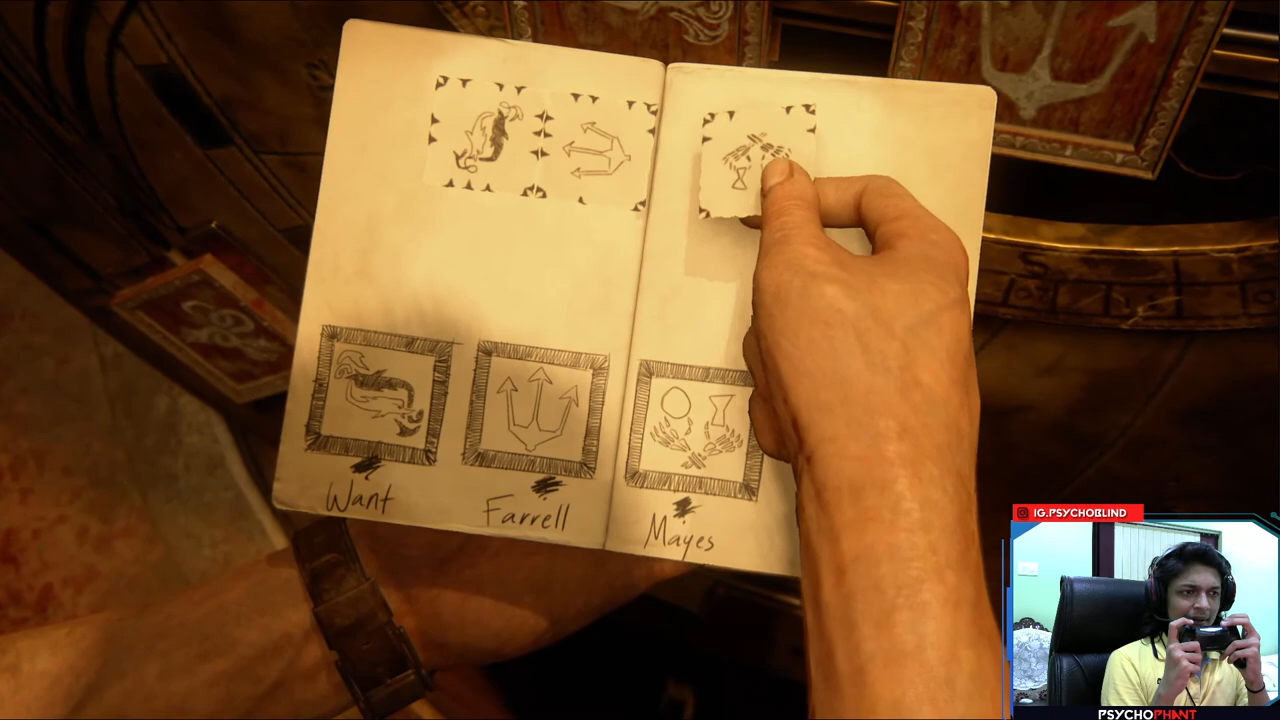 Want
Farrell
Mayes
IG.PSYCHOBLIND
PSYCHOPHANT